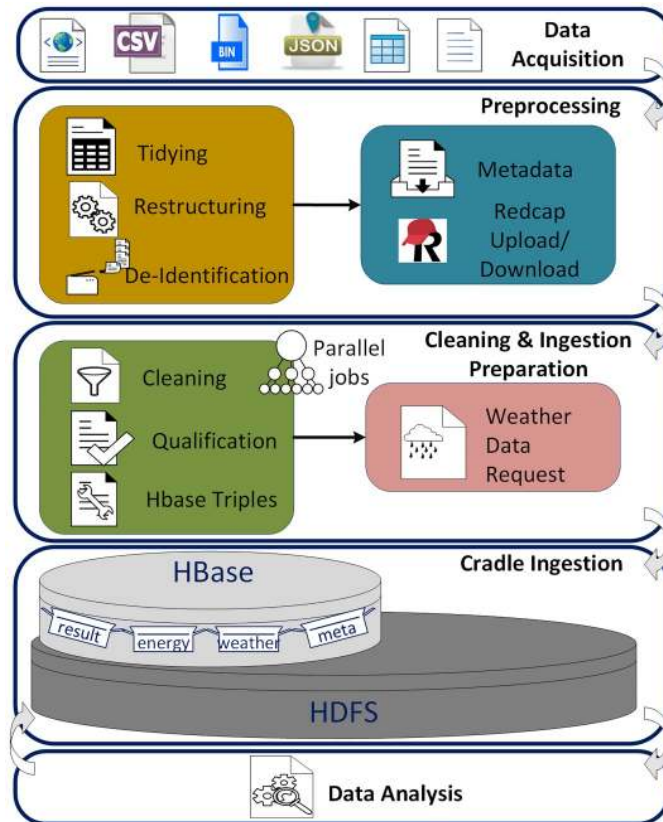 CSV
BIN
JSON
Data
Acquisition
Preprocessing
Tidying
Restructuring
De-Identification
Metadata
Redcap
Upload/
Download
R
Cleaning & Ingestion
Preparation
Parallel
jobs
Cleaning
Qualification
Hbase Triples
Weather
Data
Request
Cradle Ingestion
HBase
result energy weather meta
HDFS
Data Analysis